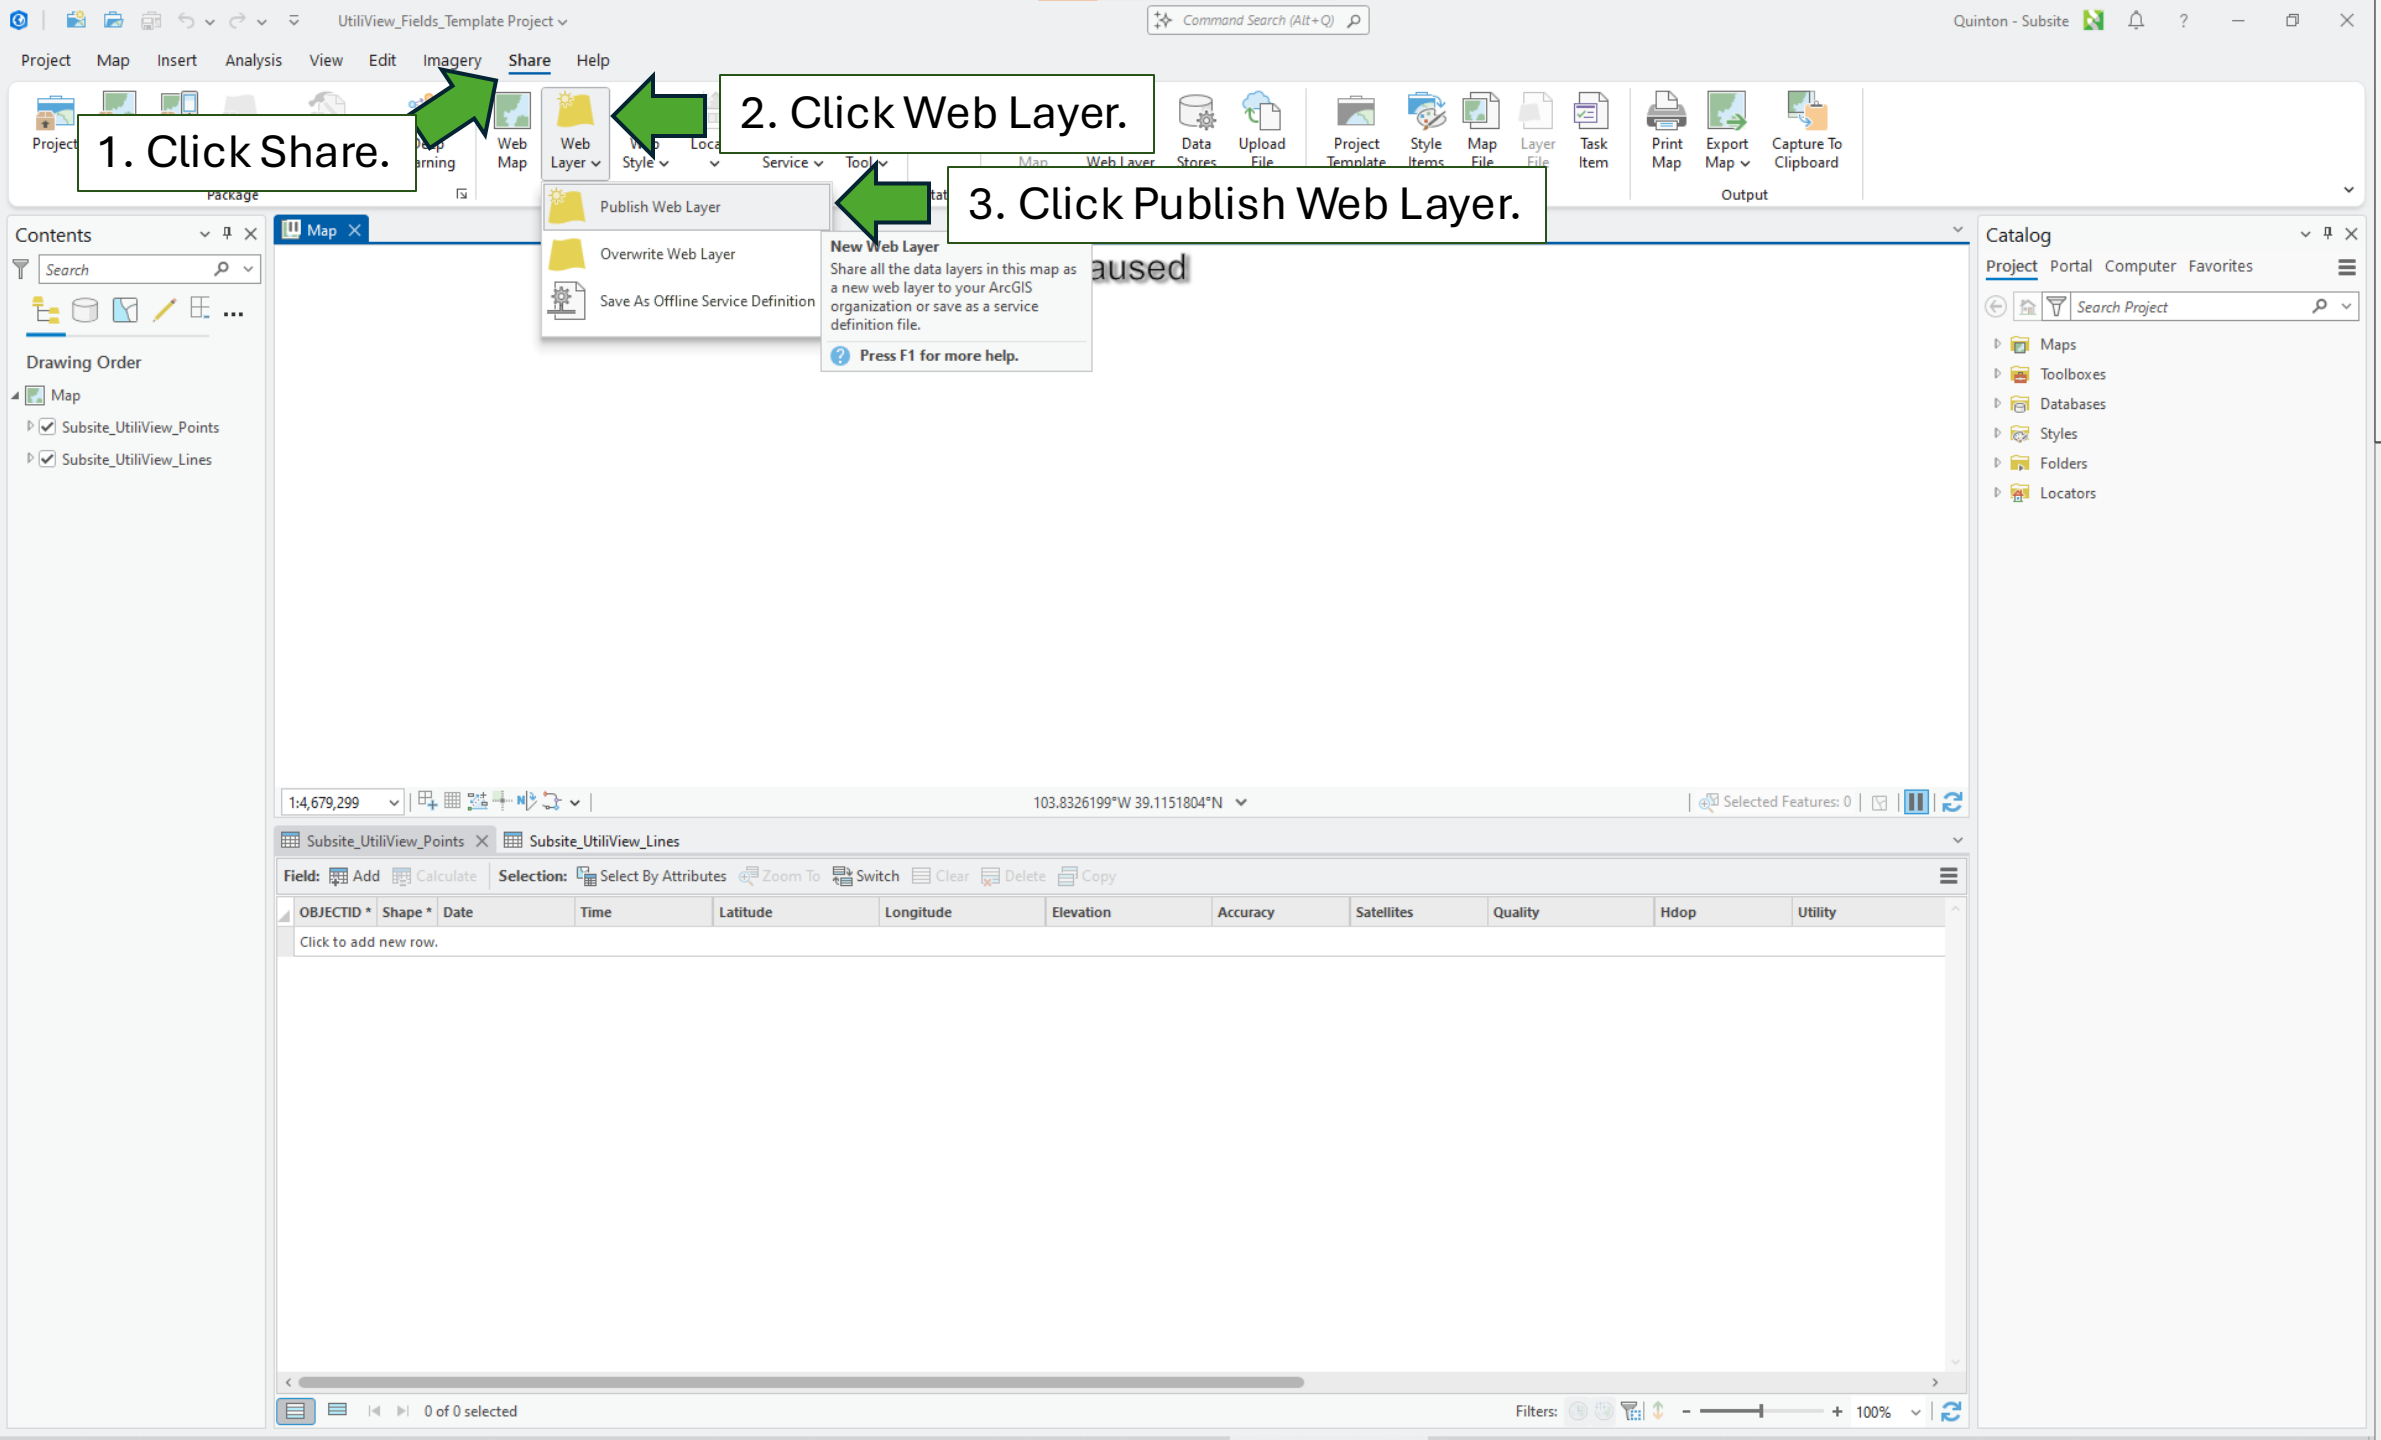 UtiliView_Fields_Template Project
Command Search (Alt+Q)
Quinton - Subsite
?
Project Map Insert Analysis View Edit Imagery Share Help
1. Click Share.
2. Click Web Layer.
3. Click Publish Web Layer.
Project
Web Map
Web Layer
Style
Service
Tool
Map
Web Layer
Data Stores
Upload File
Project Template
Style Items
Map File
Layer File
Task Item
Print Map
Export Map
Capture To Clipboard
Package
Output
Publish Web Layer
Overwrite Web Layer
Save As Offline Service Definition
New Web Layer
Share all the data layers in this map as
a new web layer to your ArcGIS
organization or save as a service
definition file.
Press F1 for more help.
Contents
Search
Drawing Order
Map
Subsite_UtiliView_Points
Subsite_UtiliView_Lines
Map
1:4,679,299
103.8326199°W 39.1151804°N
Selected Features: 0
Subsite_UtiliView_Points
Subsite_UtiliView_Lines
Field: Add Calculate Selection: Select By Attributes Zoom To Switch Clear Delete Copy
OBJECTID * Shape * Date Time Latitude Longitude Elevation Accuracy Satellites Quality Hdop Utility
Click to add new row.
0 of 0 selected
Filters:
- + 100%
Catalog
Project Portal Computer Favorites
Search Project
Maps
Toolboxes
Databases
Styles
Folders
Locators